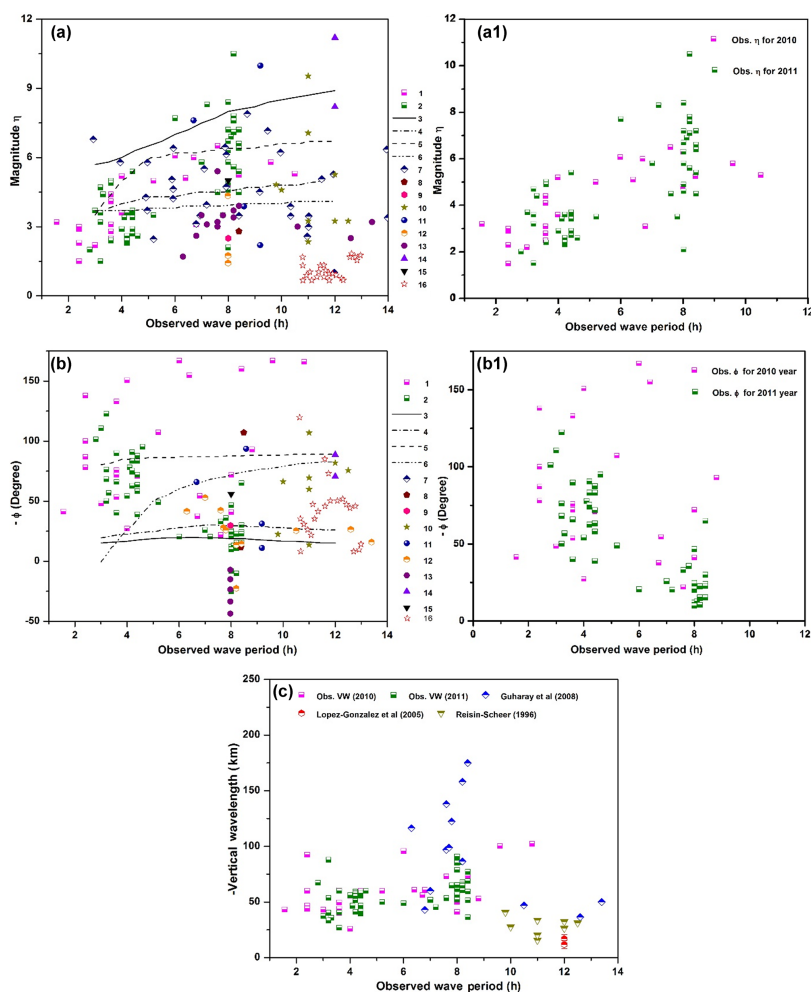 (a)
12
9
6
3
0
Magnitude η
0 2 4 6 8 10 12 14
Observed wave period (h)
1
2
3
4
5
6
7
8
9
10
11
12
13
14
15
16
(a1)
12
10
8
6
4
2
0
Magnitude η
0 2 4 6 8 10 12
Observed wave period (h)
Obs. η for 2010
Obs. η for 2011
(b)
150
100
50
0
-50
- ϕ (Degree)
0 2 4 6 8 10 12 14
Observed wave period (h)
1
2
3
4
5
6
7
8
9
10
11
12
13
14
15
16
(b1)
150
100
50
0
- ϕ (Degree)
0 2 4 6 8 10 12
Observed wave period (h)
Obs. ϕ for 2010 year
Obs. ϕ for 2011 year
(c)
Obs. VW (2010) Obs. VW (2011) Guharay et al (2008)
Lopez-Gonzalez et al (2005) Reisin-Scheer (1996)
250
200
150
100
50
0
-Vertical wavelength (km)
0 2 4 6 8 10 12 14
Observed wave period (h)